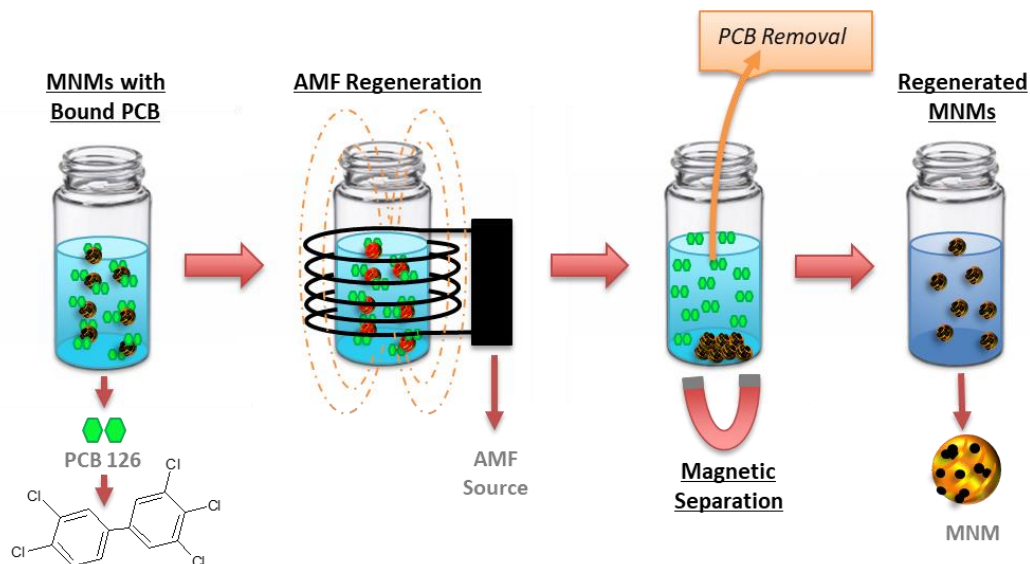 PCB Removal
MNMs with
Bound PCB
AMF Regeneration
Regenerated
MNMs
PCB 126
Cl
Cl
Cl
Cl
Cl
AMF
Source
Magnetic
Separation
MNM